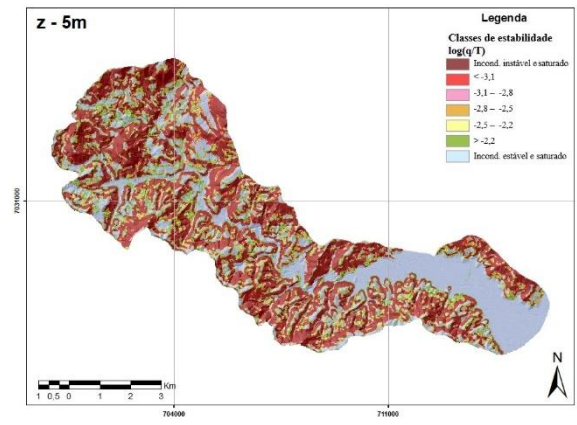 z - 5m
Legenda
Classes de estabilidade
log(q/T)
Incond. instável e saturado
< -3,1
-3,1 – -2,8
-2,8 – -2,5
-2,5 – -2,2
> -2,2
Incond. estável e saturado
7031000
N
Km
1 0,5 0 1 2 3
704000 711000